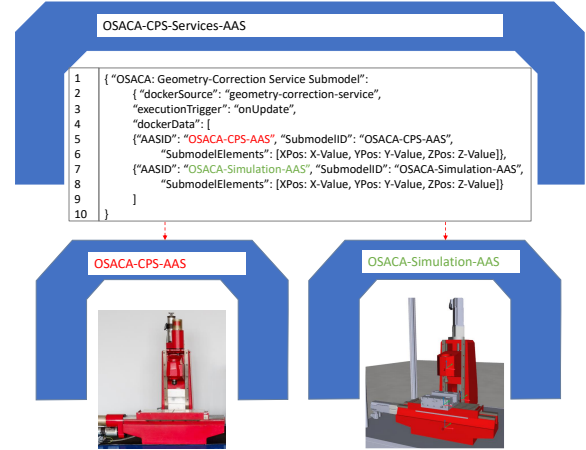 OSACA-CPS-Services-AAS
1 { “OSACA: Geometry-Correction Service Submodel”:
2 { “dockerSource”: “geometry-correction-service”,
3 “executionTrigger”: “onUpdate”,
4 “dockerData”: [
5 {“AASID”: “OSACA-CPS-AAS”, “SubmodelID”: “OSACA-CPS-AAS”,
6 “SubmodelElements”: [XPos: X-Value, YPos: Y-Value, ZPos: Z-Value]},
7 {“AASID”: “OSACA-Simulation-AAS”, “SubmodelID”: “OSACA-Simulation-AAS”,
8 “SubmodelElements”: [XPos: X-Value, YPos: Y-Value, ZPos: Z-Value]}
9 ]
10 }
OSACA-CPS-AAS
OSACA-Simulation-AAS